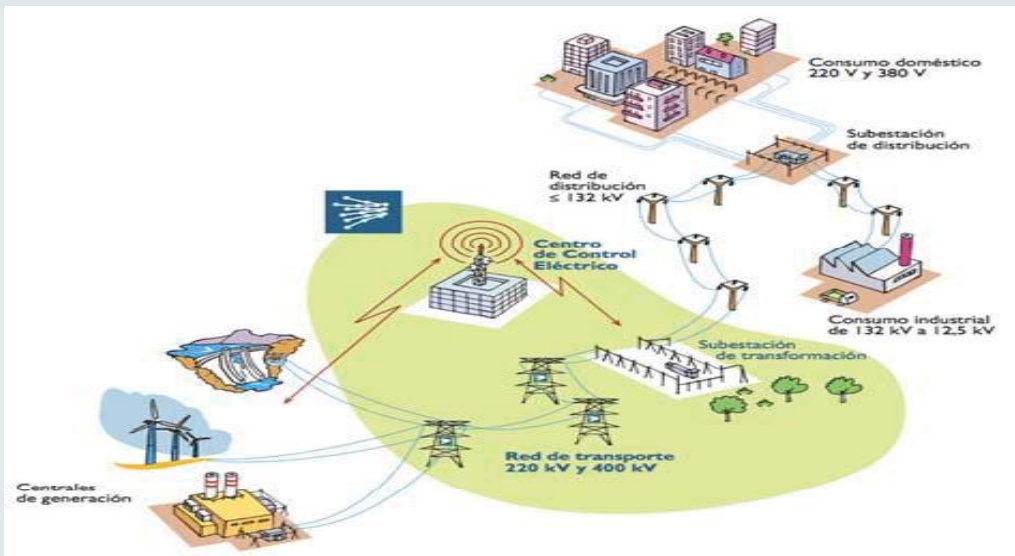 Consumo doméstico
220 V y 380 V
Subestación
de distribución
Red de
distribución
≤ 132 kV
Centro
de Control
Eléctrico
Consumo industrial
de 132 kV a 12,5 kV
Subestación
de transformación
Red de transporte
220 kV y 400 kV
Centrales
de generación